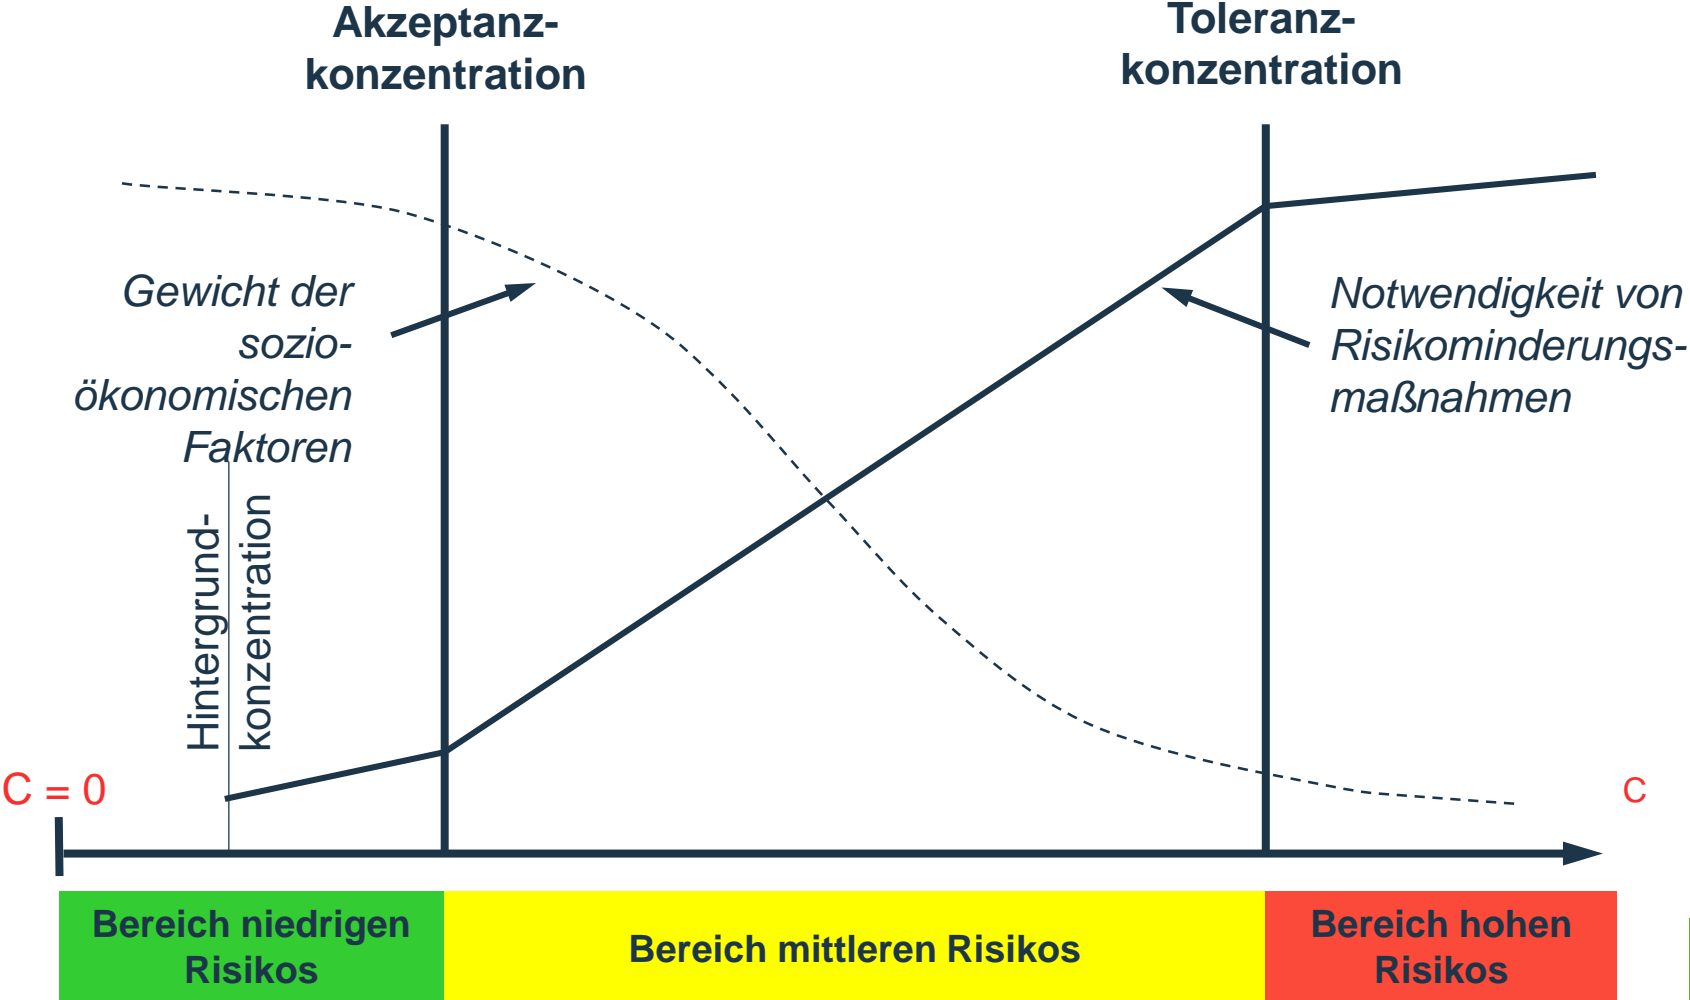 Akzeptanz-
konzentration
Toleranz-
konzentration
Gewicht der
sozio-
ökonomischen
Faktoren
Notwendigkeit von
Risikominderungs-
maßnahmen
Hintergrund-
konzentration
C = 0
C
Bereich niedrigen
Risikos
Bereich mittleren Risikos
Bereich hohen
Risikos